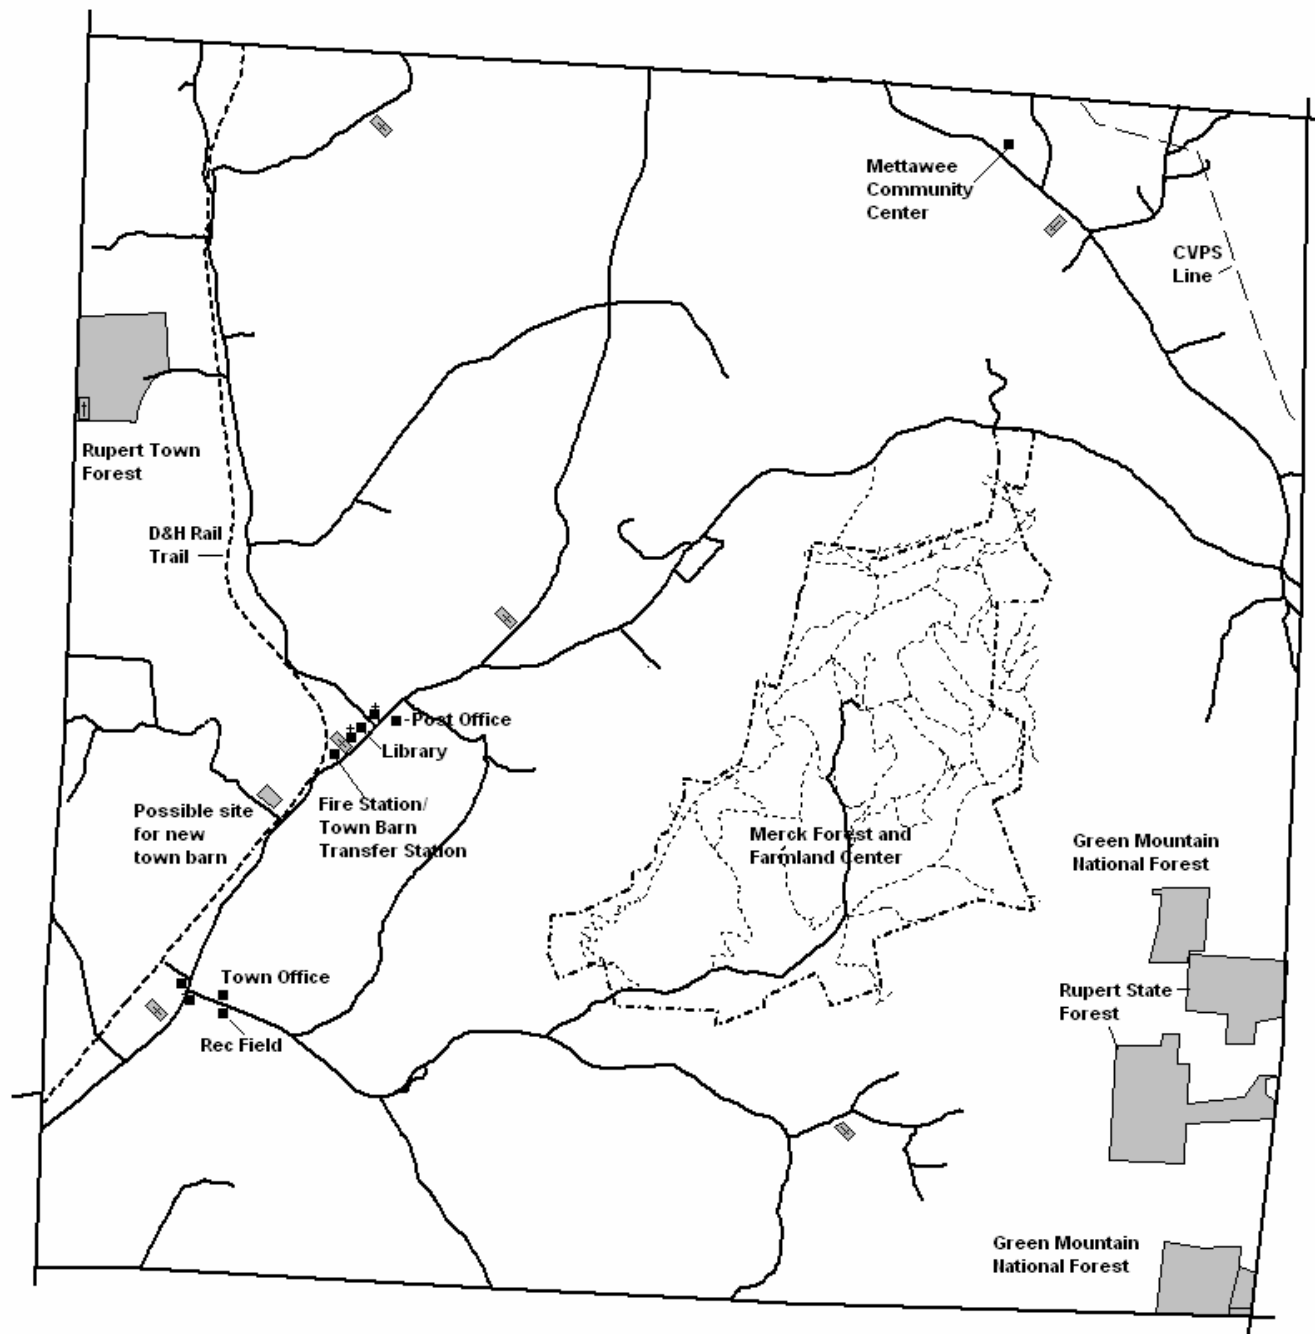 Mettawee
Community
Center
CVPS
Line
Rupert Town
Forest
D&H Rail
Trail
Post Office
Library
Possible site
for new
town barn
Fire Station/
Town Barn
Transfer Station
Merck Forest and
Farmland Center
Green Mountain
National Forest
Town Office
Rupert State
Forest
Rec Field
Green Mountain
National Forest